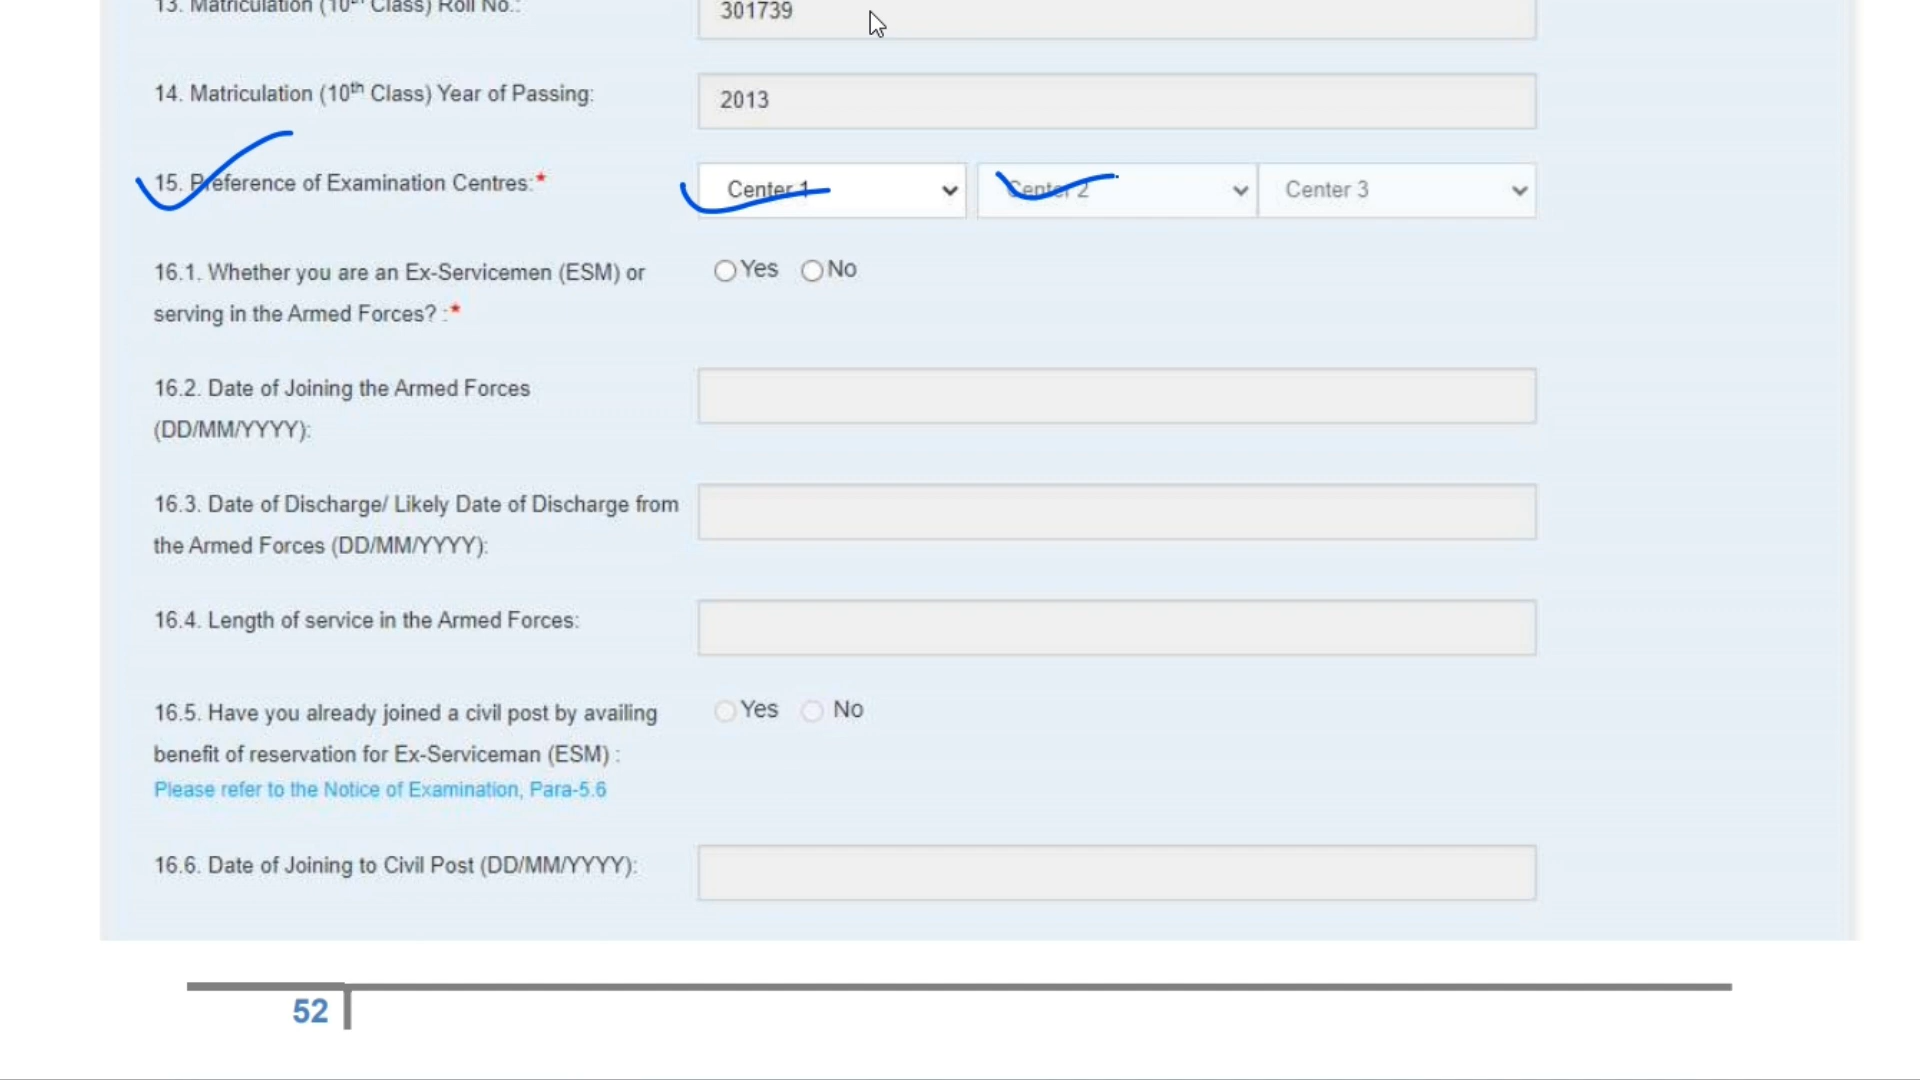 13. Matriculation (10th Class) Roll No.: 301739
14. Matriculation (10th Class) Year of Passing: 2013
15. Preference of Examination Centres:* Center 1 Center 2 Center 3
16.1. Whether you are an Ex-Servicemen (ESM) or Yes No
serving in the Armed Forces? :*
16.2. Date of Joining the Armed Forces
(DD/MM/YYYY):
16.3. Date of Discharge/ Likely Date of Discharge from
the Armed Forces (DD/MM/YYYY):
16.4. Length of service in the Armed Forces:
16.5. Have you already joined a civil post by availing Yes No
benefit of reservation for Ex-Serviceman (ESM) :
Please refer to the Notice of Examination, Para-5.6
16.6. Date of Joining to Civil Post (DD/MM/YYYY):
52